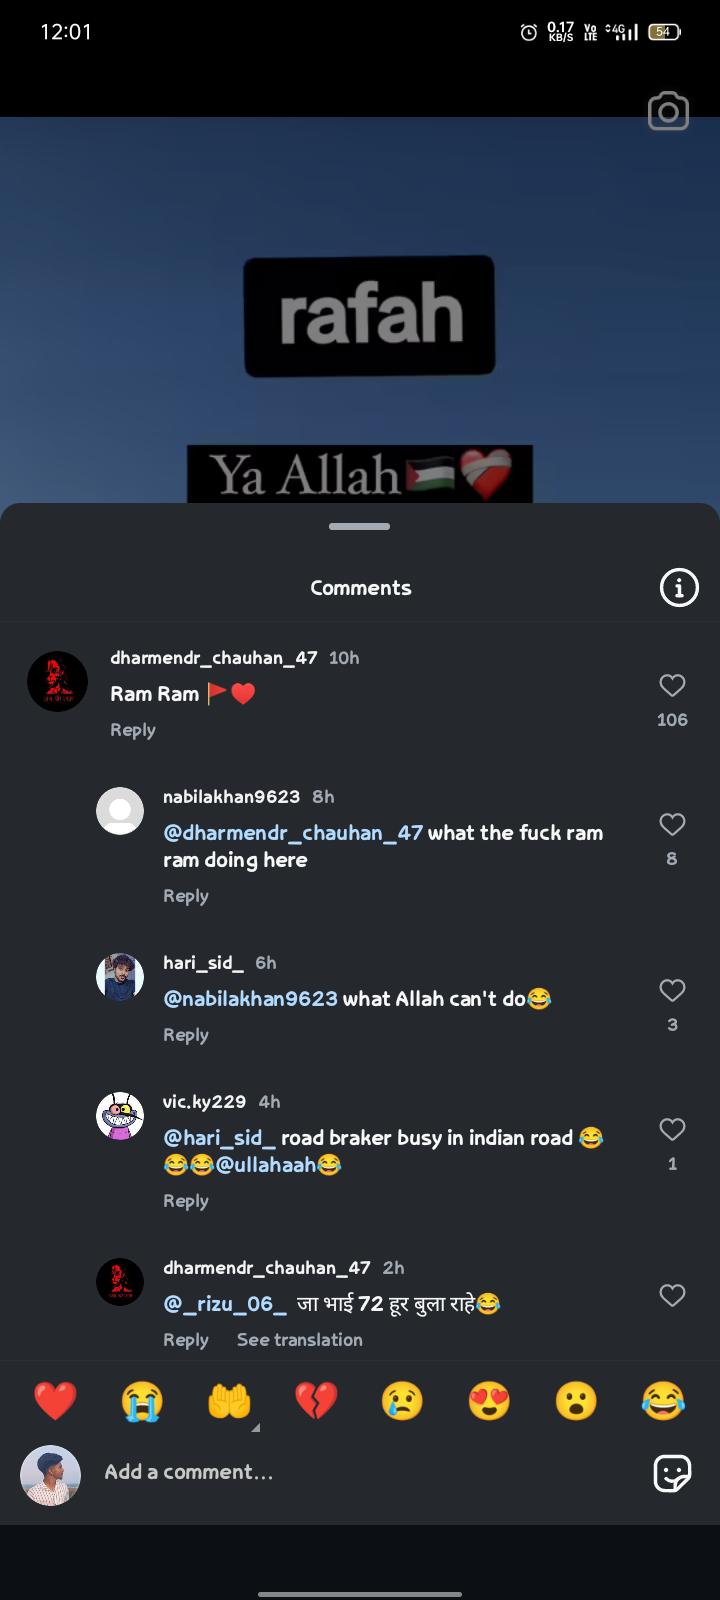 12:01
0.17 KB/S Vo LTE 4G 54
rafah
Ya Allah🇵🇸❤️‍🩹
Comments
dharmendr_chauhan_47 10h
Ram Ram 🚩♥️
Reply
106
nabilakhan9623 8h
@dharmendr_chauhan_47 what the fuck ram
ram doing here
8
Reply
hari_sid_ 6h
@nabilakhan9623 what Allah can't do😂
3
Reply
vic.ky229 4h
@hari_sid_ road braker busy in indian road 😂
😂😂@ullahaah😂
1
Reply
dharmendr_chauhan_47 2h
@_rizu_06_ जा भाई 72 हूर बुला राहे😂
Reply See translation
❤️ 😭 🤲 💔 😢 😍 😮 😂
Add a comment...